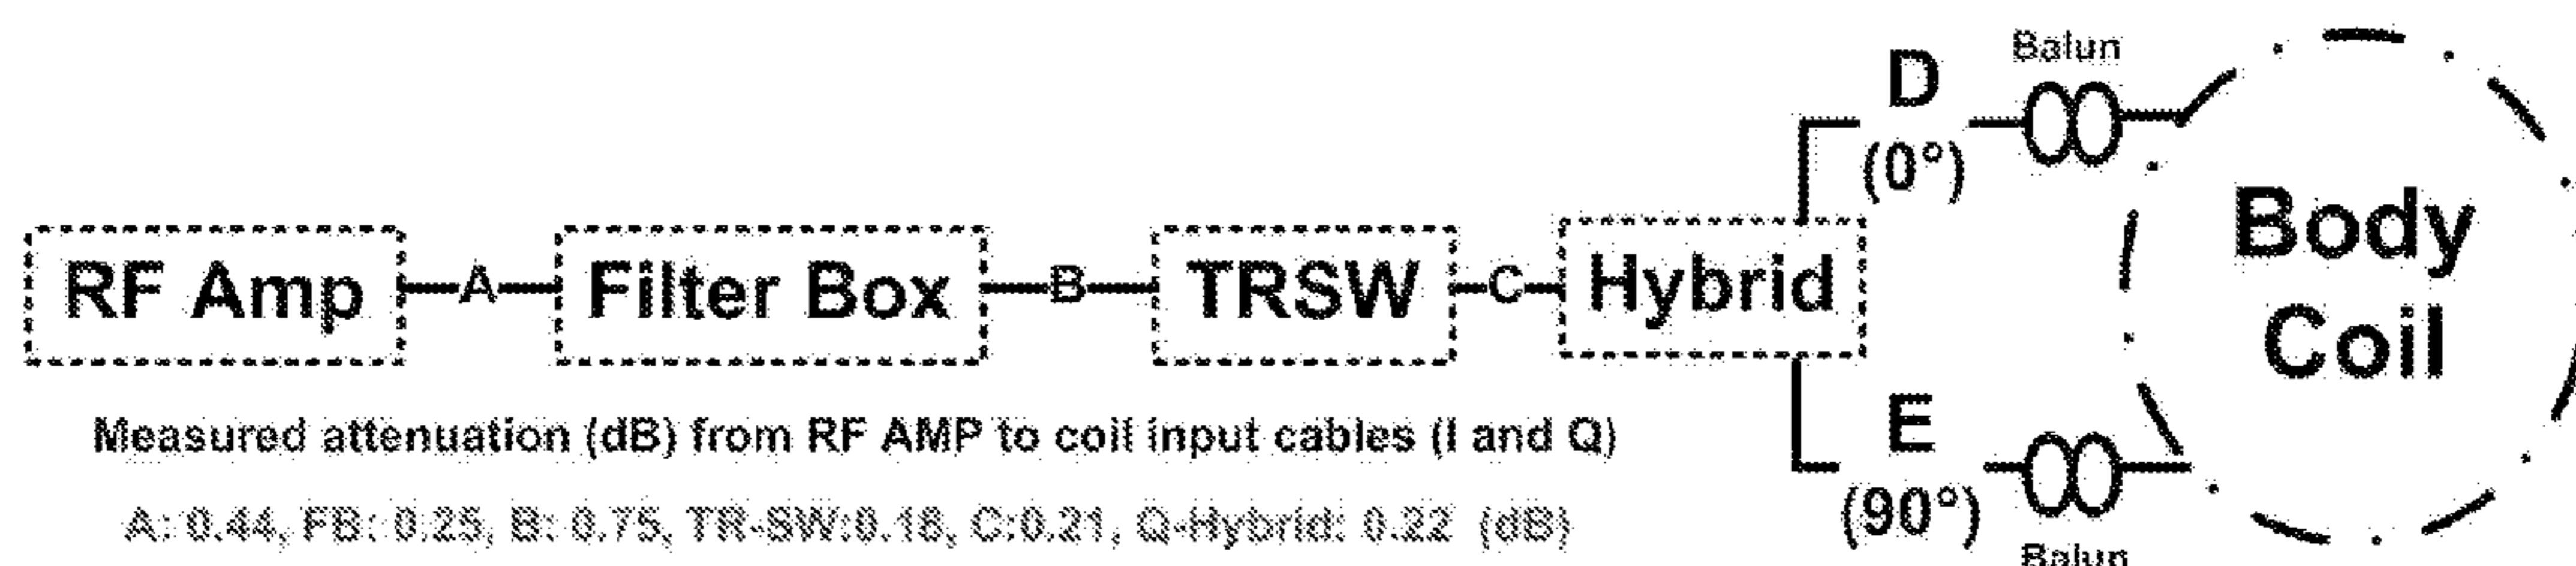 Balun
D
(0°)
RF Amp A Filter Box B TRSW C Hybrid
Body
Coil
E
(90°)
Balun
Measured attenuation (dB) from RF AMP to coil input cables (I and Q)
A: 0.44, FB: 0.25, B: 0.75, TR-SW:0.18, C:0.21, Q-Hybrid: 0.22 (dB)